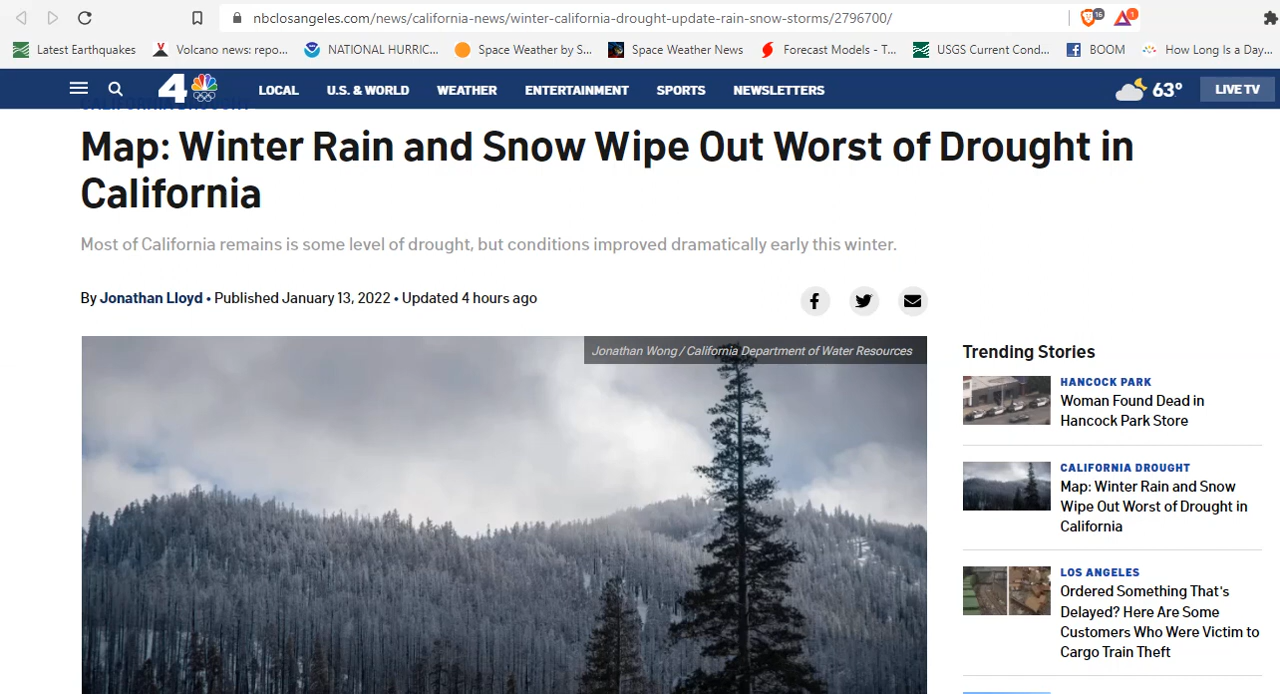 nbclosangeles.com/news/california-news/winter-california-drought-update-rain-snow-storms/2796700/
16
1
Latest Earthquakes
Volcano news: repo...
NATIONAL HURRIC...
Space Weather by S...
Space Weather News
Forecast Models - T...
USGS Current Cond...
BOOM
How Long Is a Day...
4
LOCAL
U.S. & WORLD
WEATHER
ENTERTAINMENT
SPORTS
NEWSLETTERS
63°
LIVE TV
CALIFORNIA DROUGHT
Map: Winter Rain and Snow Wipe Out Worst of Drought in
California
Most of California remains is some level of drought, but conditions improved dramatically early this winter.
By Jonathan Lloyd • Published January 13, 2022 • Updated 4 hours ago
Jonathan Wong / California Department of Water Resources
Trending Stories
HANCOCK PARK
Woman Found Dead in
Hancock Park Store
CALIFORNIA DROUGHT
Map: Winter Rain and Snow
Wipe Out Worst of Drought in
California
LOS ANGELES
Ordered Something That's
Delayed? Here Are Some
Customers Who Were Victim to
Cargo Train Theft